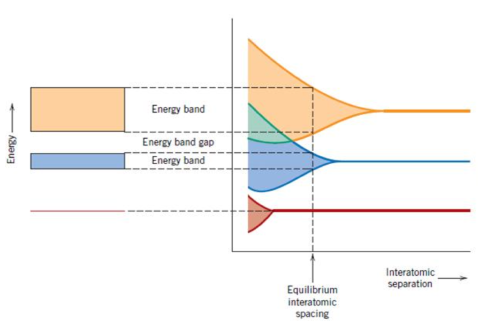 Energy band
Energy
Energy band gap
Energy band
Interatomic
separation
Equilibrium
interatomic
spacing